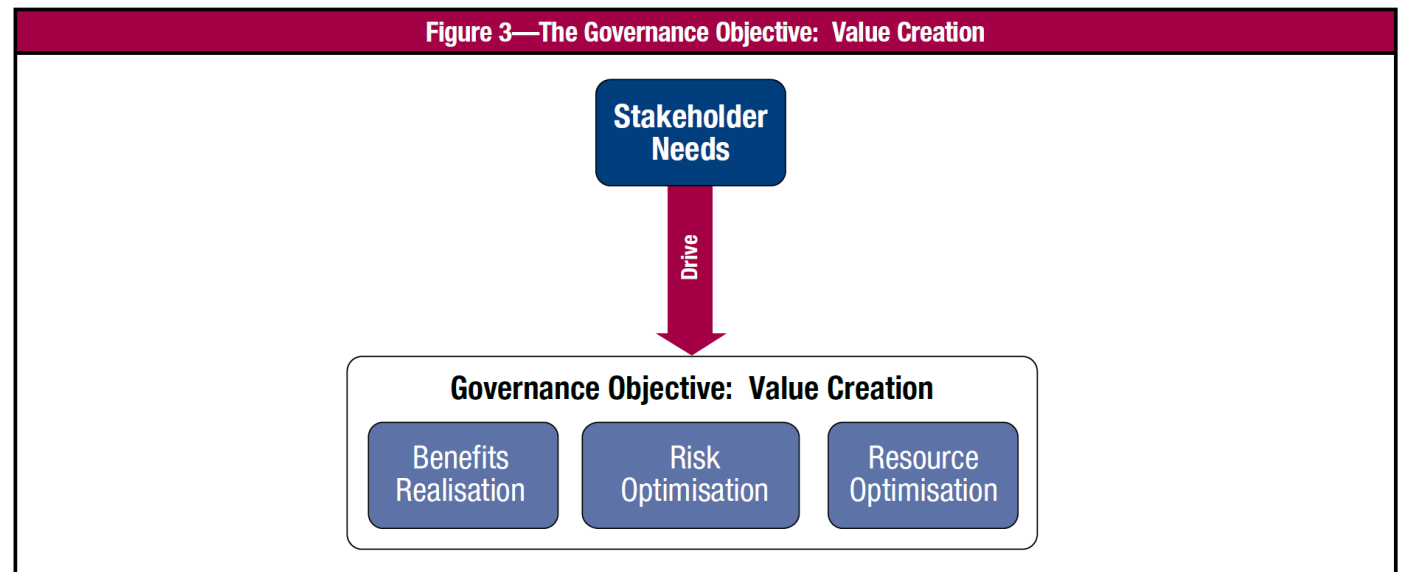 Figure 3—The Governance Objective: Value Creation
Stakeholder
Needs
Drive
Governance Objective: Value Creation
Benefits
Realisation
Risk
Optimisation
Resource
Optimisation